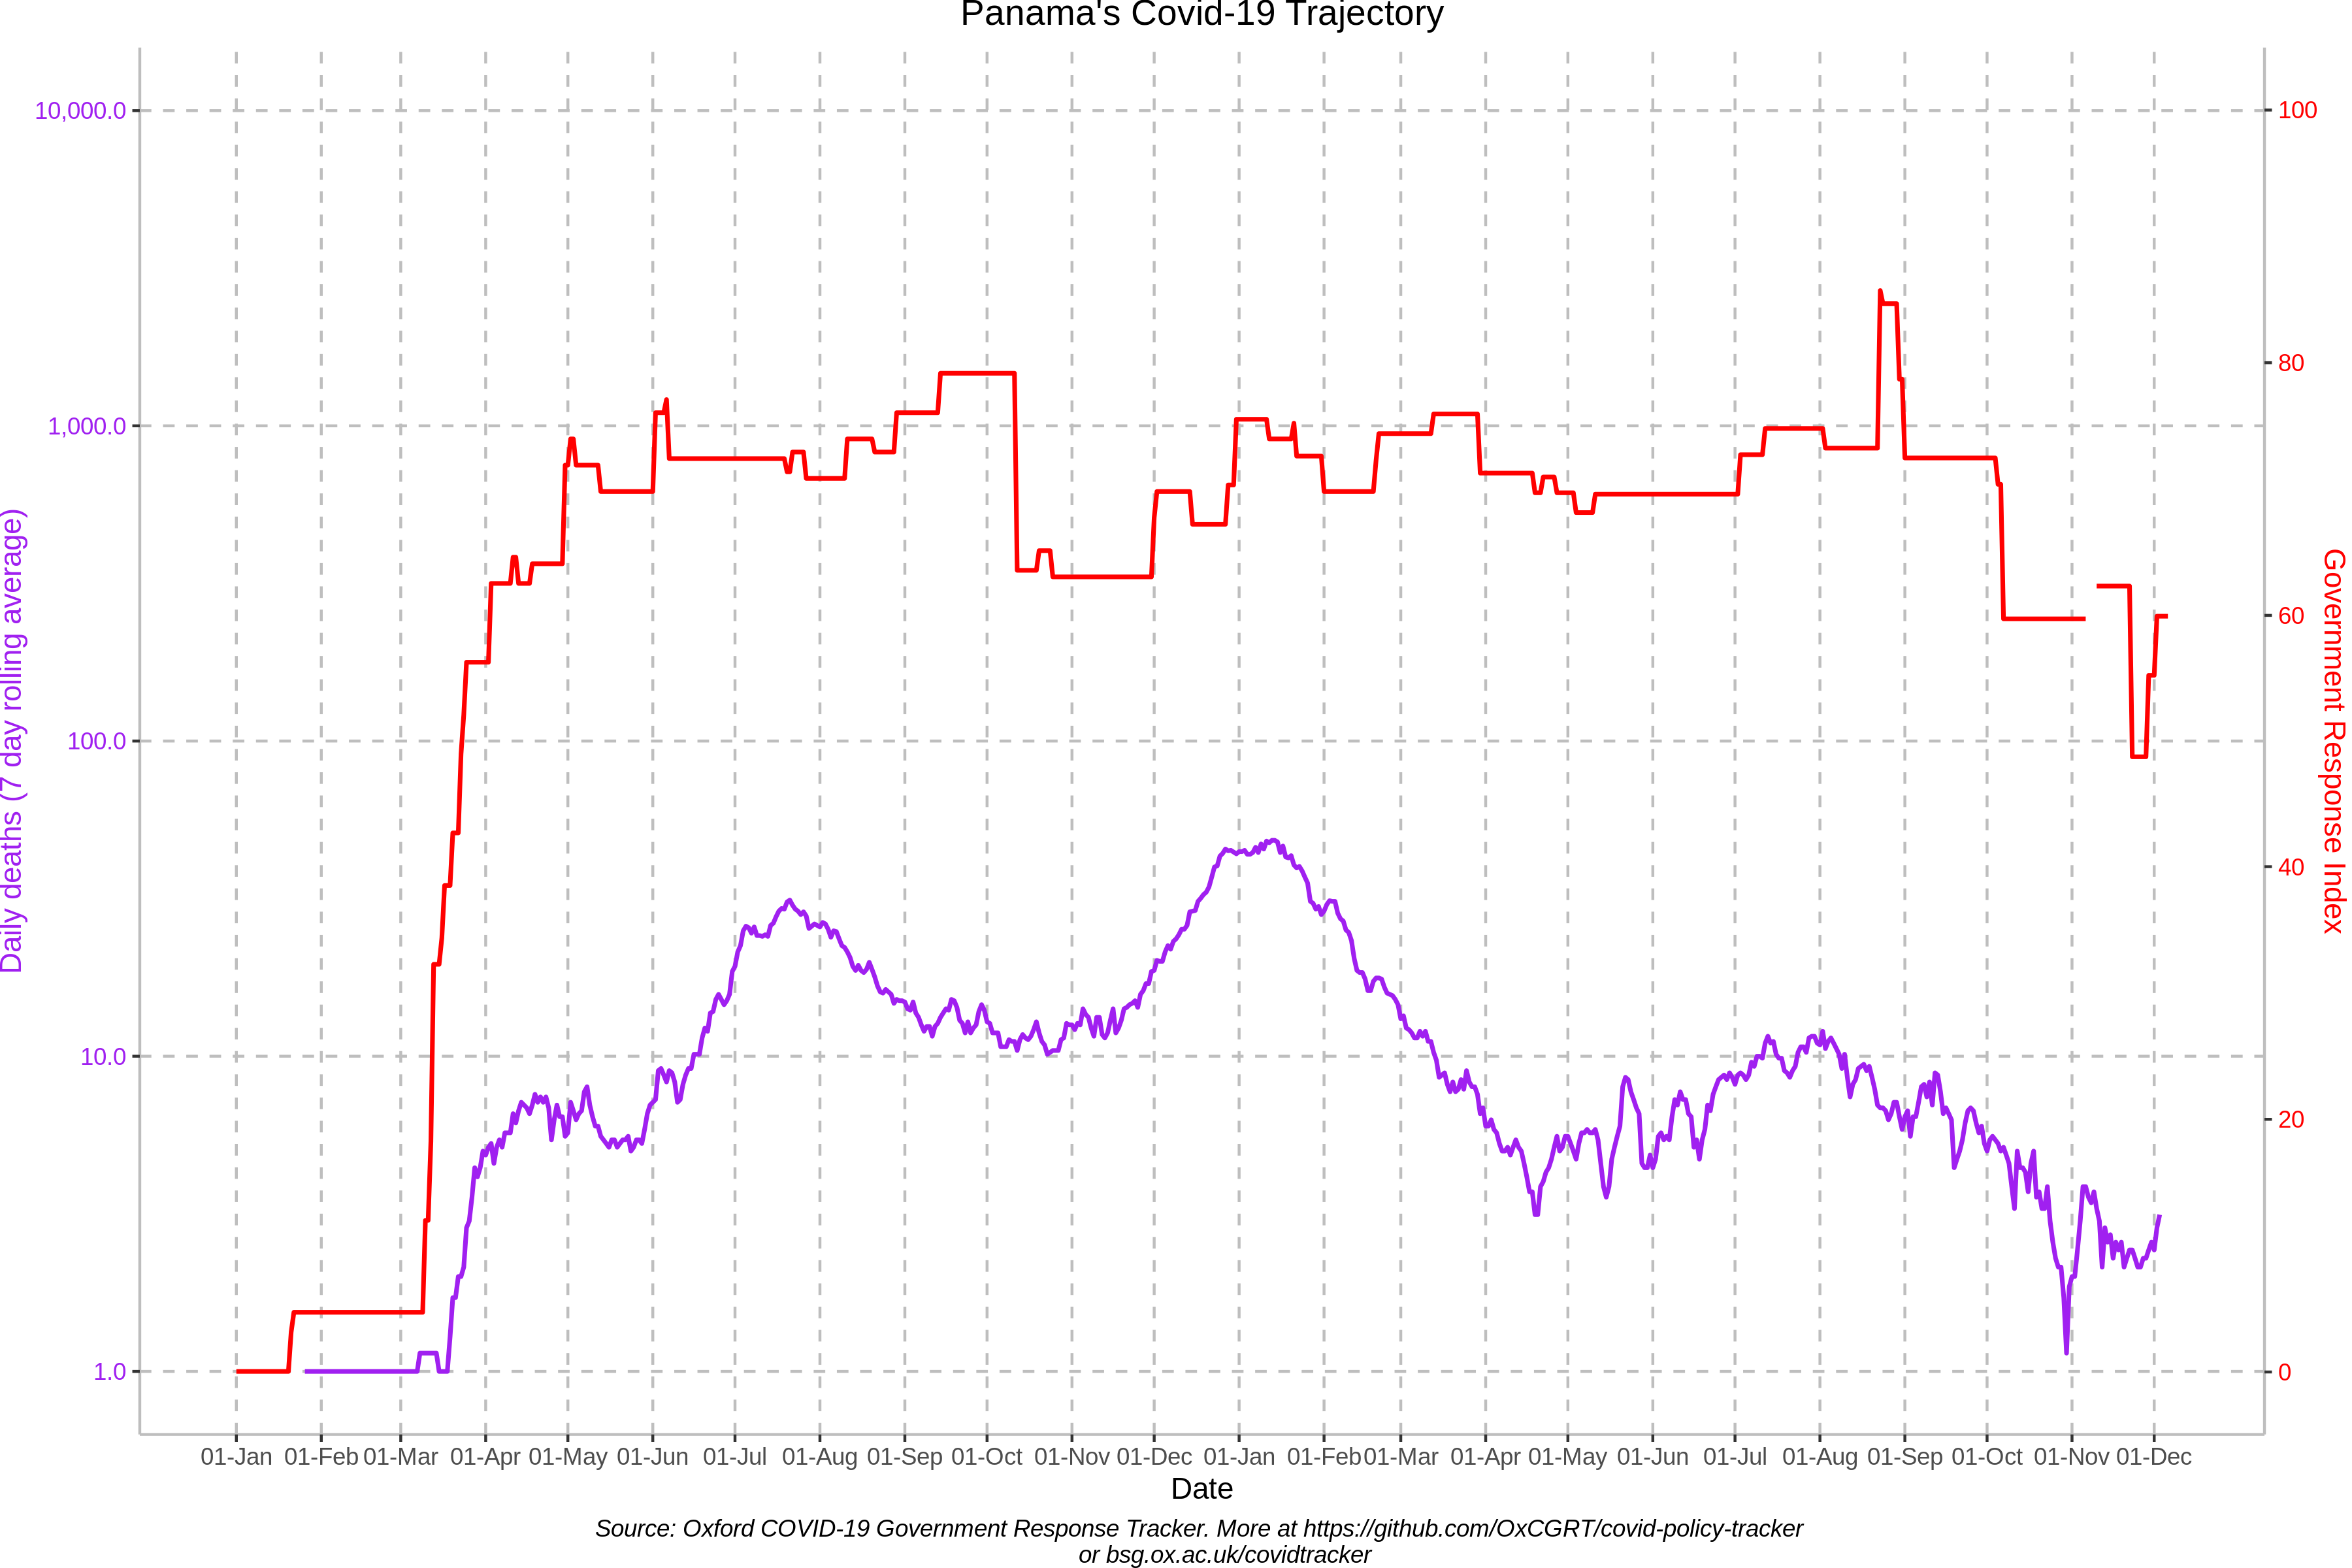 Panama's Covid-19 Trajectory
10,000.0
1,000.0
100.0
10.0
1.0
Daily deaths (7 day rolling average)
100
80
60
40
20
0
Government Response Index
01-Jan 01-Feb 01-Mar 01-Apr 01-May 01-Jun 01-Jul 01-Aug 01-Sep 01-Oct 01-Nov 01-Dec 01-Jan 01-Feb 01-Mar 01-Apr 01-May 01-Jun 01-Jul 01-Aug 01-Sep 01-Oct 01-Nov 01-Dec
Date
Source: Oxford COVID-19 Government Response Tracker. More at https://github.com/OxCGRT/covid-policy-tracker
or bsg.ox.ac.uk/covidtracker